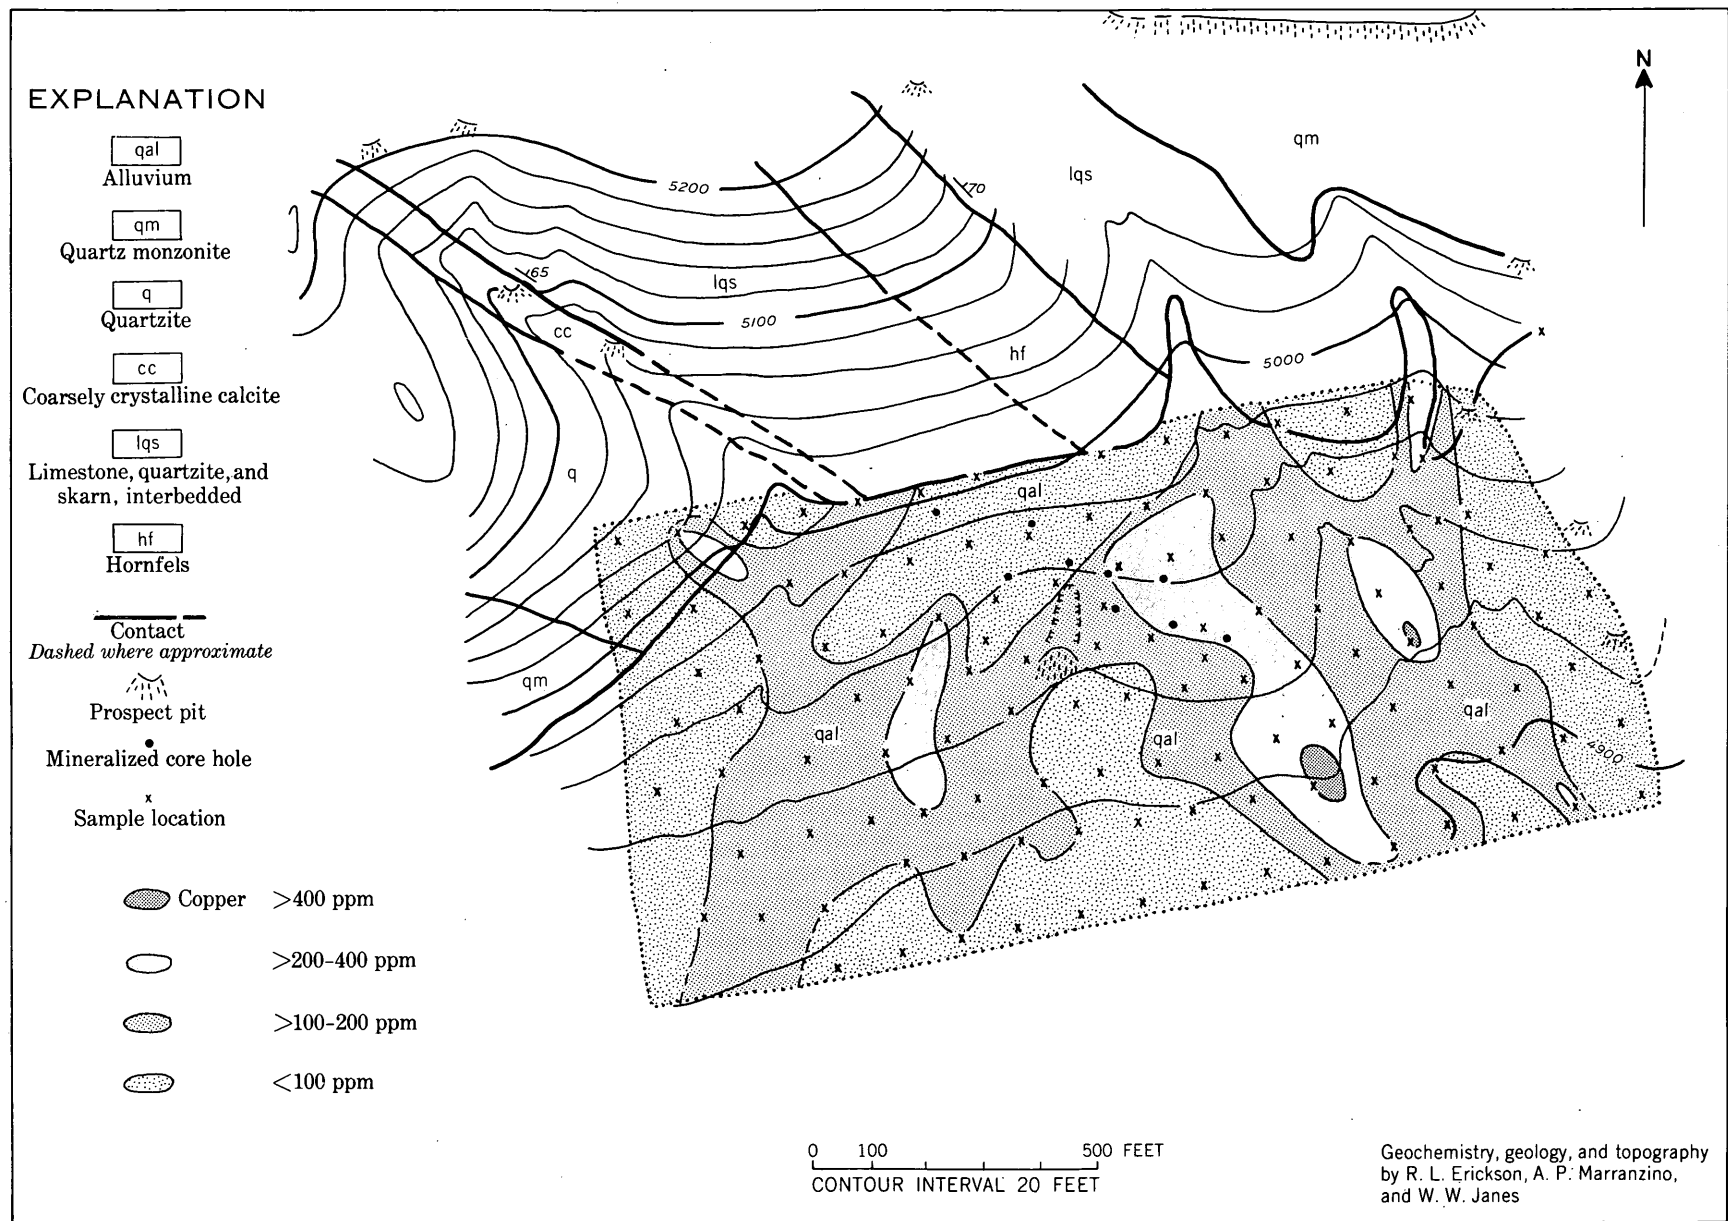 EXPLANATION
qal
Alluvium
qm
Quartz monzonite
q
Quartzite
cc
Coarsely crystalline calcite
lqs
Limestone, quartzite, and
skarn, interbedded
hf
Hornfels
Contact
Dashed where approximate
Prospect pit
Mineralized core hole
x
Sample location
Copper >400 ppm
>200-400 ppm
>100-200 ppm
<100 ppm
N
qm
lqs
5200
70
65
lqs
5100
cc
hf
5000
q
qal
qm
qal
qal
qal
4900
0 100 500 FEET
CONTOUR INTERVAL 20 FEET
Geochemistry, geology, and topography
by R. L. Erickson, A. P. Marranzino,
and W. W. Janes